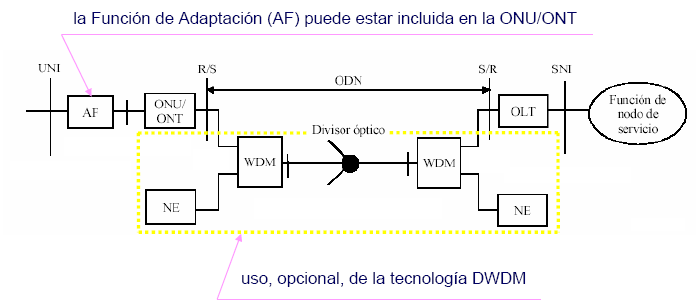 la Función de Adaptación (AF) puede estar incluida en la ONU/ONT
UNI
R/S
ODN
S/R
SNI
AF
ONU/
ONT
OLT
Función de
nodo de
servicio
Divisor óptico
WDM
WDM
NE
NE
uso, opcional, de la tecnología DWDM